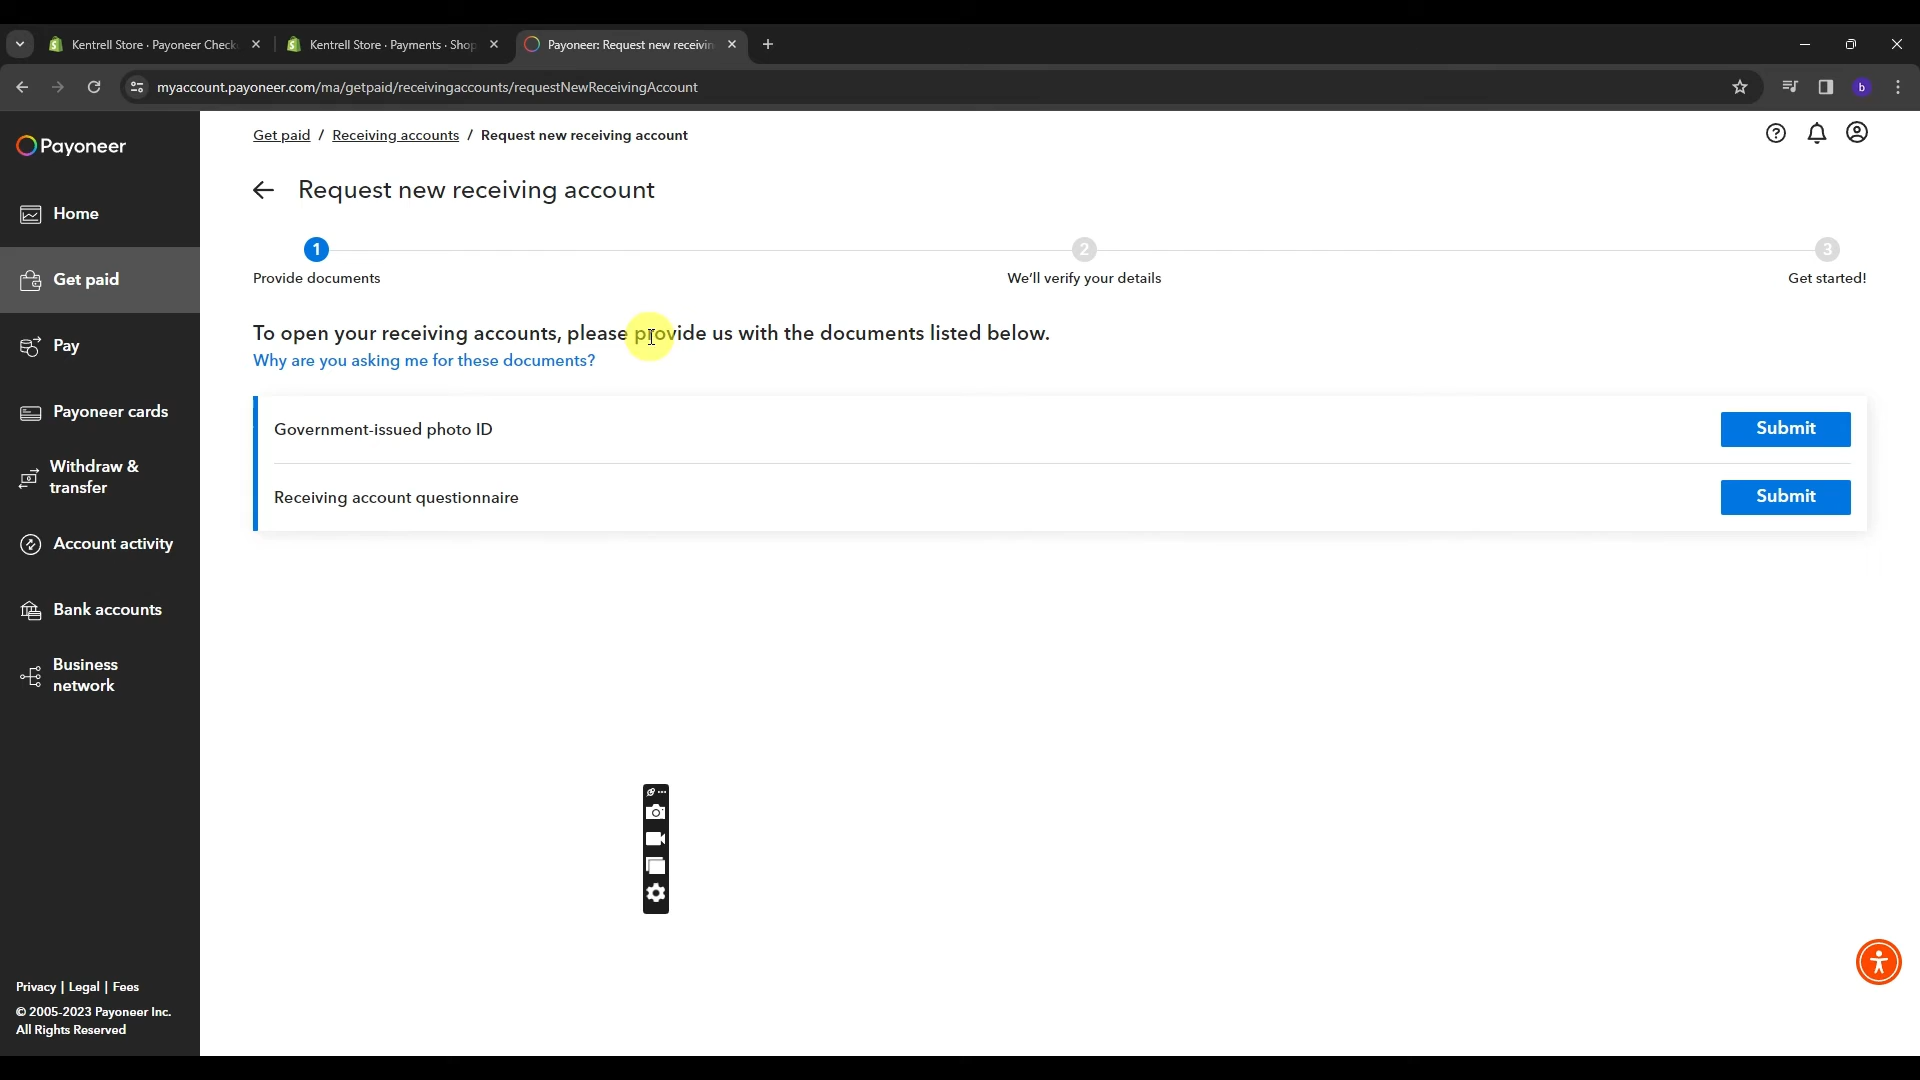 Kentrell Store · Payoneer Check
Kentrell Store · Payments · Shop
Payoneer: Request new receivin
myaccount.payoneer.com/ma/getpaid/receivingaccounts/requestNewReceivingAccount
b
Payoneer
Home
Get paid
Pay
Payoneer cards
Withdraw &
transfer
Account activity
Bank accounts
Business
network
Privacy | Legal | Fees
© 2005-2023 Payoneer Inc.
All Rights Reserved
Get paid / Receiving accounts / Request new receiving account
Request new receiving account
1
2
3
Provide documents
We'll verify your details
Get started!
To open your receiving accounts, please provide us with the documents listed below.
Why are you asking me for these documents?
Government-issued photo ID
Submit
Receiving account questionnaire
Submit